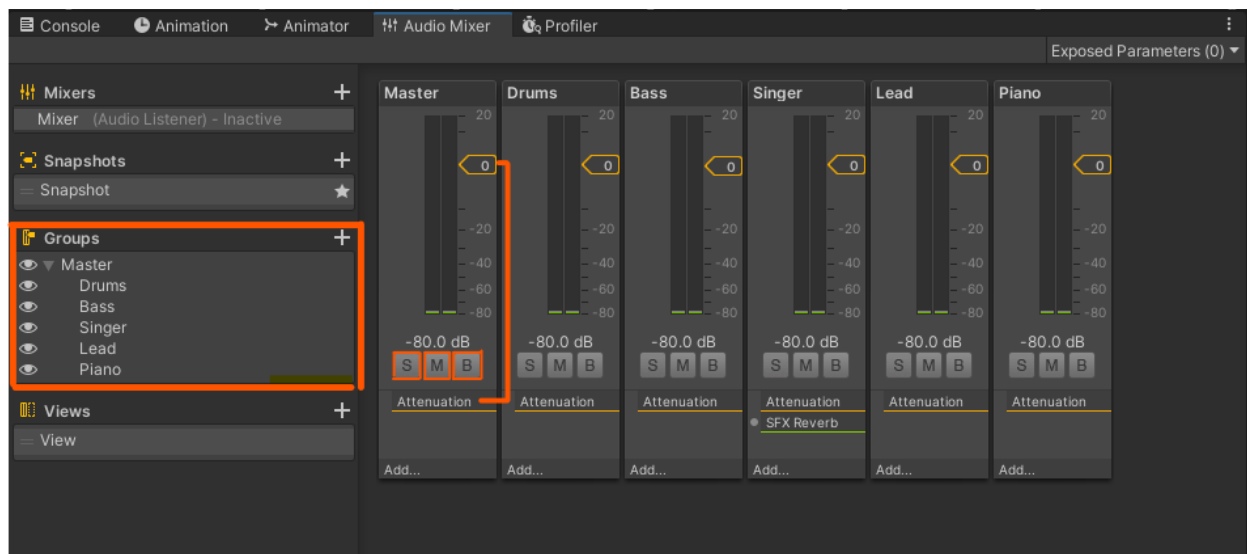 Console Animation Animator Audio Mixer Profiler
Exposed Parameters (0)
Mixers
Mixer (Audio Listener) - Inactive
Snapshots
Snapshot
Groups
Master
Drums
Bass
Singer
Lead
Piano
Views
View
Master Drums Bass Singer Lead Piano
20 20 20 20 20 20
0 0 0 0 0 0
-20 -20 -20 -20 -20 -20
-40 -40 -40 -40 -40 -40
-60 -60 -60 -60 -60 -60
-80 -80 -80 -80 -80 -80
-80.0 dB -80.0 dB -80.0 dB -80.0 dB -80.0 dB -80.0 dB
S M B S M B S M B S M B S M B S M B
Attenuation Attenuation Attenuation Attenuation Attenuation Attenuation
SFX Reverb
Add... Add... Add... Add... Add... Add...